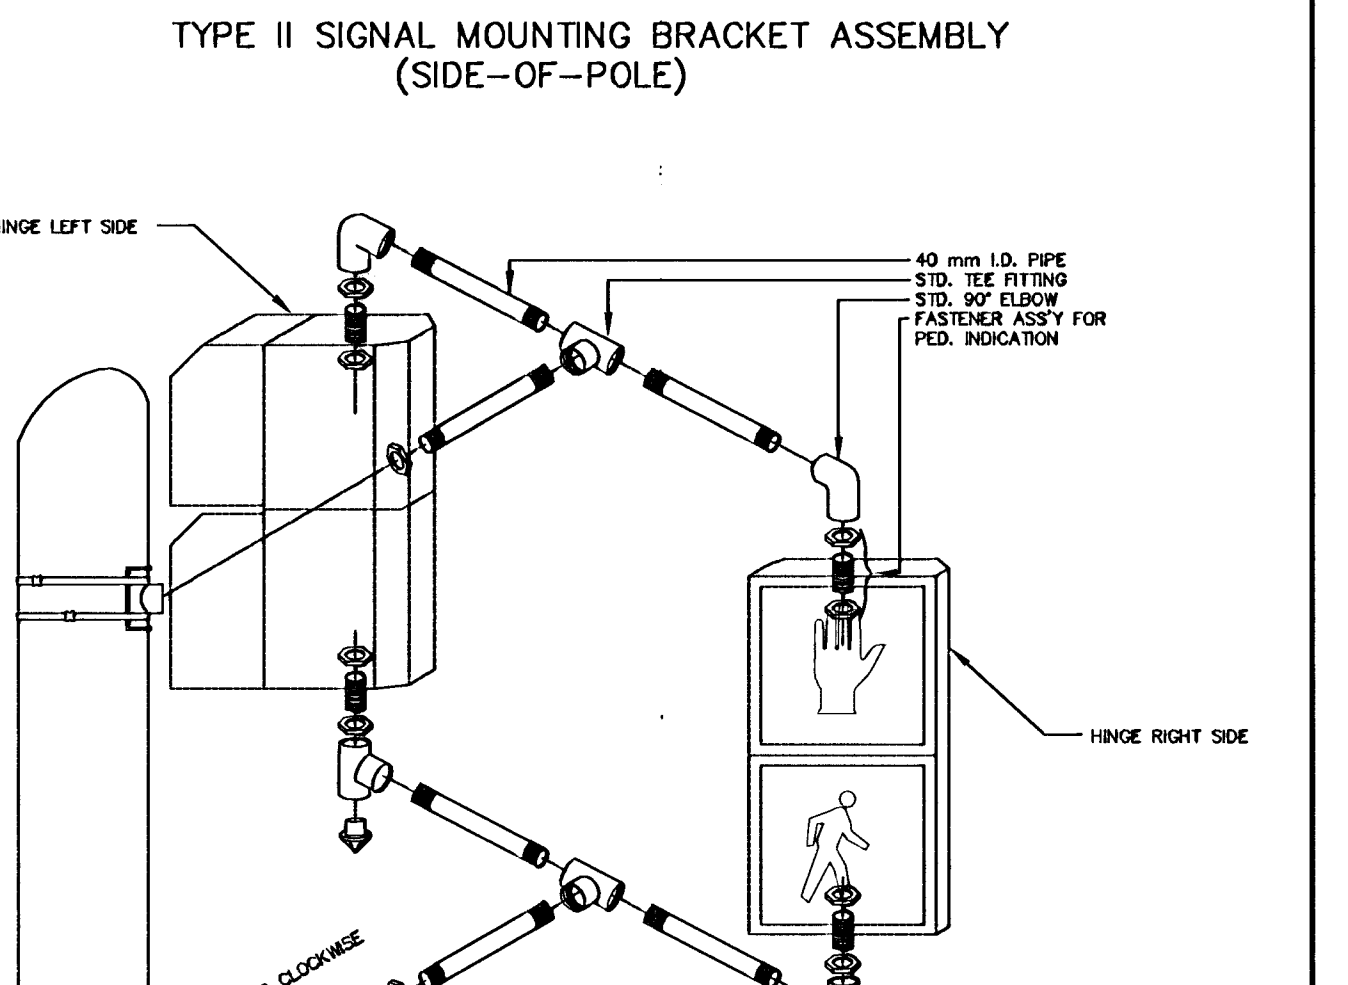 TYPE II SIGNAL MOUNTING BRACKET ASSEMBLY
(SIDE-OF-POLE)
INGE LEFT SIDE
40 mm I.D. PIPE
STD. TEE FITTING
STD. 90° ELBOW
FASTENER ASS'Y FOR
PED. INDICATION
HINGE RIGHT SIDE
CLOCKWISE